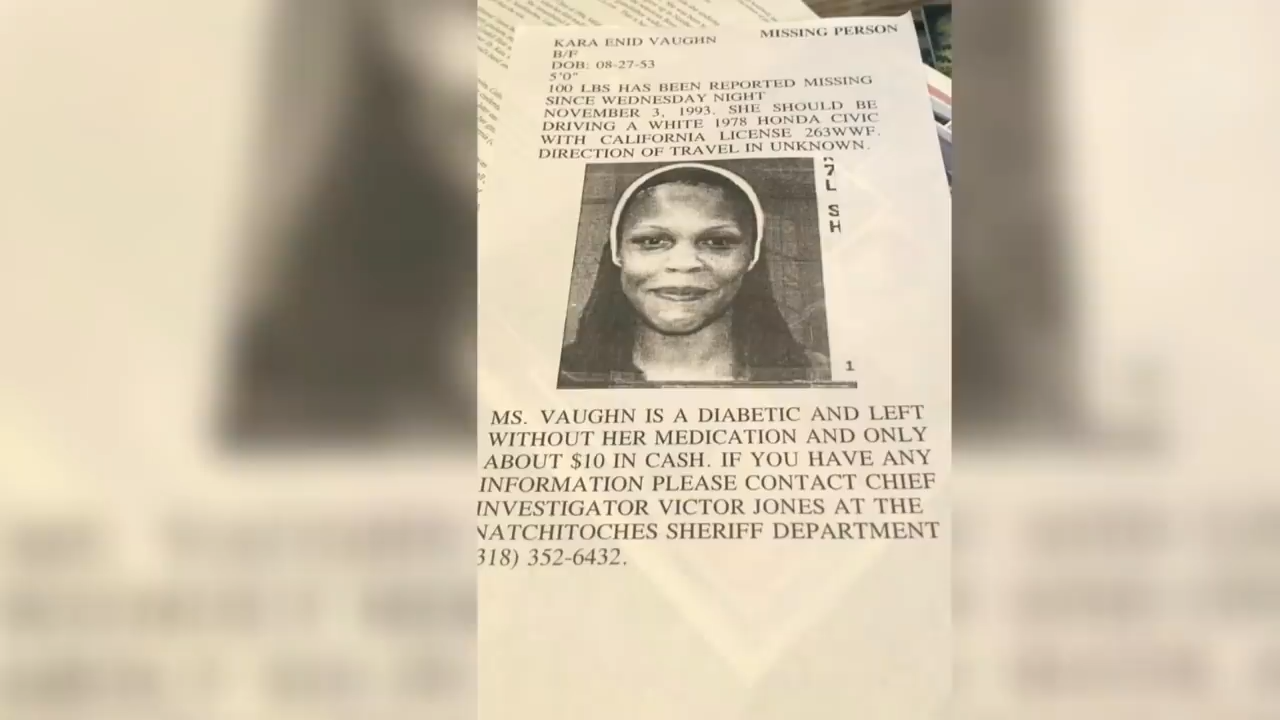 MISSING PERSON
KARA ENID VAUGHN
B/F
DOB: 08-27-53
5'0"
100 LBS HAS BEEN REPORTED MISSING
SINCE WEDNESDAY NIGHT
NOVEMBER 3, 1993. SHE SHOULD BE
DRIVING A WHITE 1978 HONDA CIVIC
WITH CALIFORNIA LICENSE 263WWF.
DIRECTION OF TRAVEL IN UNKNOWN.
7L SH
1
MS. VAUGHN IS A DIABETIC AND LEFT
WITHOUT HER MEDICATION AND ONLY
ABOUT $10 IN CASH. IF YOU HAVE ANY
INFORMATION PLEASE CONTACT CHIEF
INVESTIGATOR VICTOR JONES AT THE
NATCHITOCHES SHERIFF DEPARTMENT
318) 352-6432.